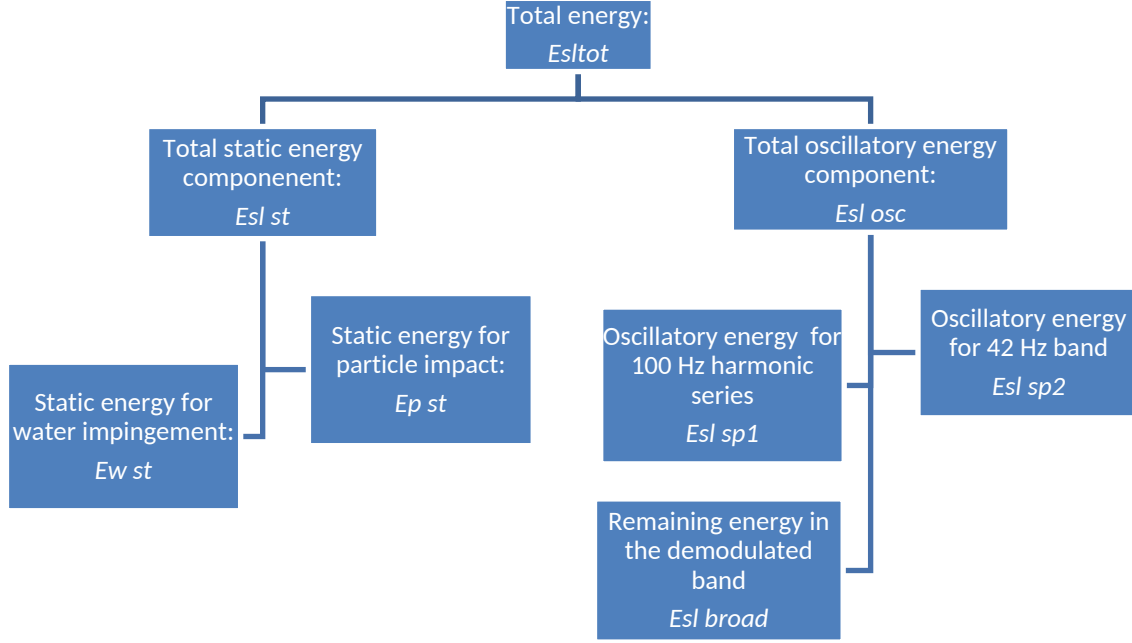 Total energy:
Esltot
Total static energy
componenent:
Esl st
Total oscillatory energy
component:
Esl osc
Static energy for
water impingement:
Ew st
Static energy for
particle impact:
Ep st
Oscillatory energy  for
100 Hz harmonic
series
Esl sp1
Oscillatory energy
for 42 Hz band
Esl sp2
Remaining energy in
the demodulated
band
Esl broad